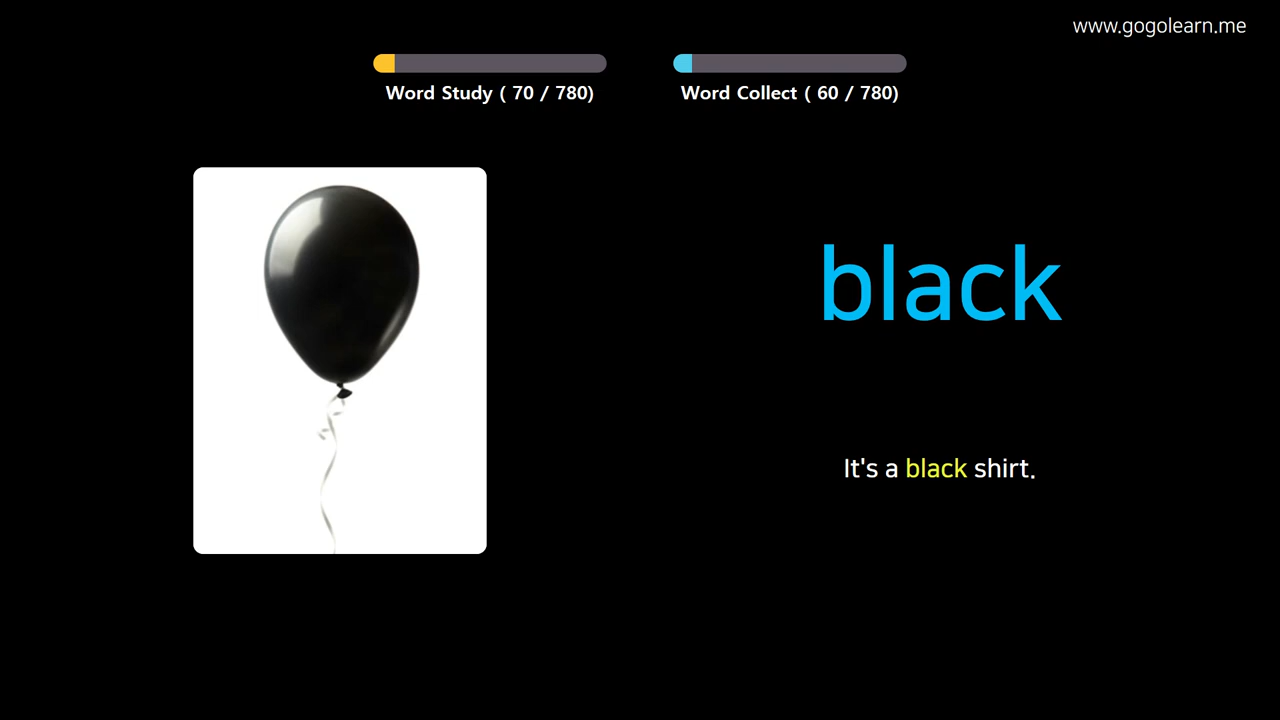 www.gogolearn.me
Word Study ( 70 / 780)
Word Collect ( 60 / 780)
black
It's a black shirt.